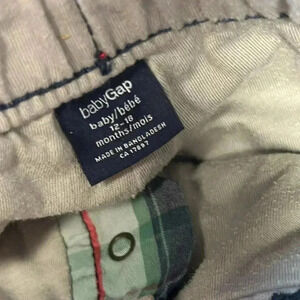 babyGap
baby/bébé
12-18
months/mois
MADE IN BANGLADESH
CA 17897